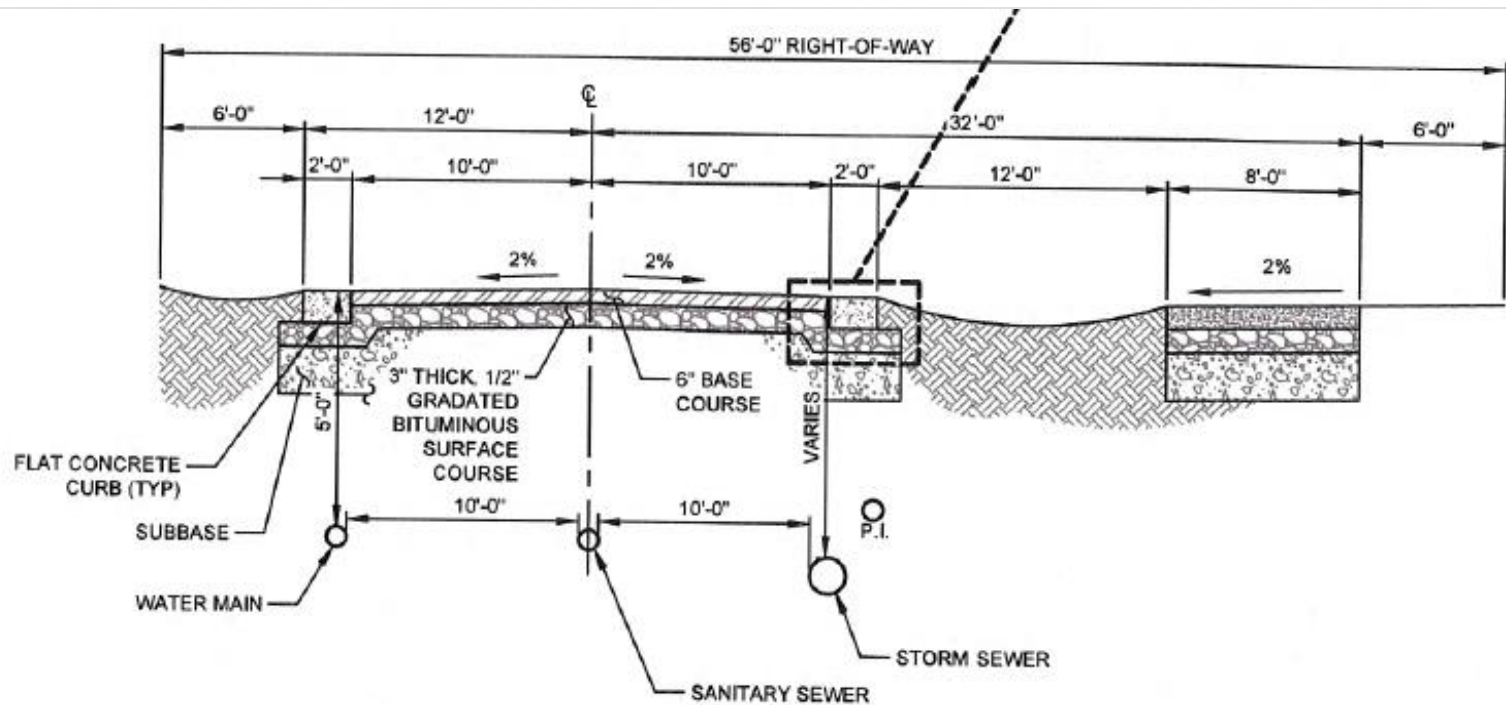 56'-0" RIGHT-OF-WAY
℄
6'-0"
12'-0"
32'-0"
6'-0"
2'-0"
10'-0"
10'-0"
2'-0"
12'-0"
8'-0"
2%
2%
2%
3" THICK, 1/2"
GRADATED
BITUMINOUS
SURFACE
COURSE
6" BASE
COURSE
5'-0"
VARIES
FLAT CONCRETE
CURB (TYP)
SUBBASE
WATER MAIN
10'-0"
10'-0"
P.I.
STORM SEWER
SANITARY SEWER